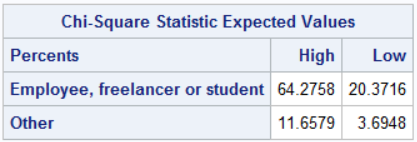 Chi-Square Statistic Expected Values
Percents High Low
Employee, freelancer or student 64.2758 20.3716
Other 11.6579 3.6948